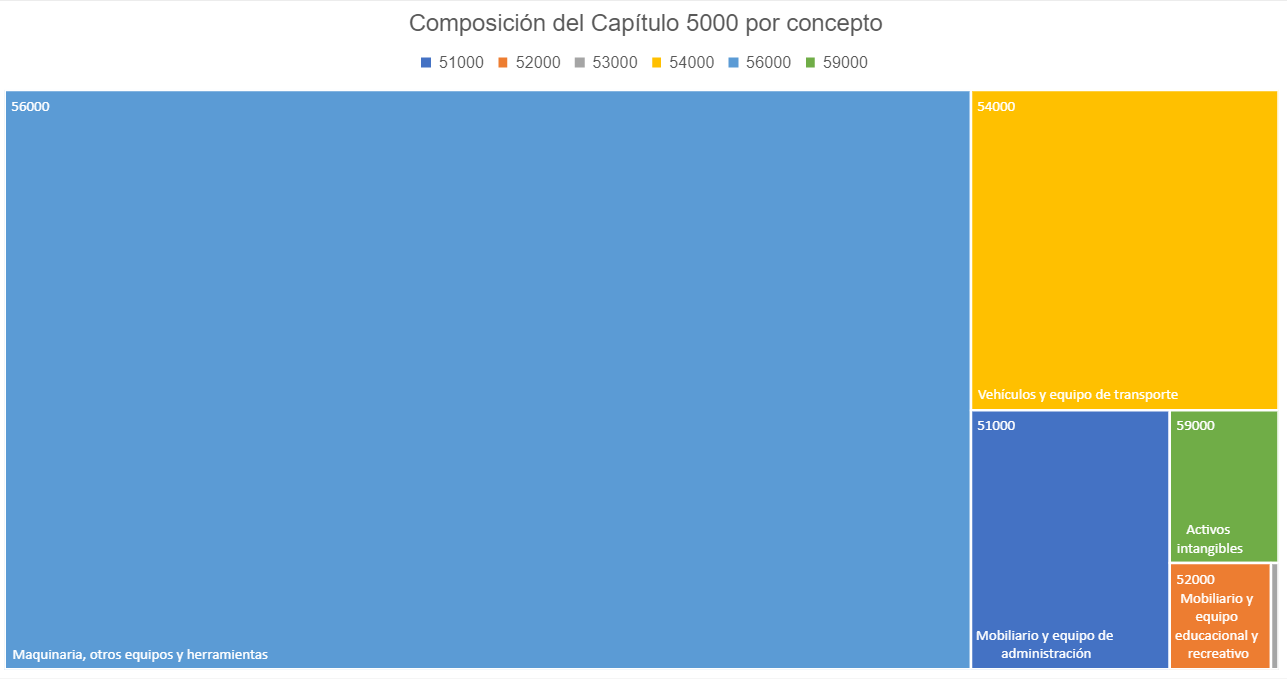 Composición del Capítulo 5000 por concepto
51000 52000 53000 54000 56000 59000
56000
Maquinaria, otros equipos y herramientas
54000
Vehículos y equipo de transporte
51000
Mobiliario y equipo de
administración
59000
Activos
intangibles
52000
Mobiliario y
equipo
educacional y
recreativo